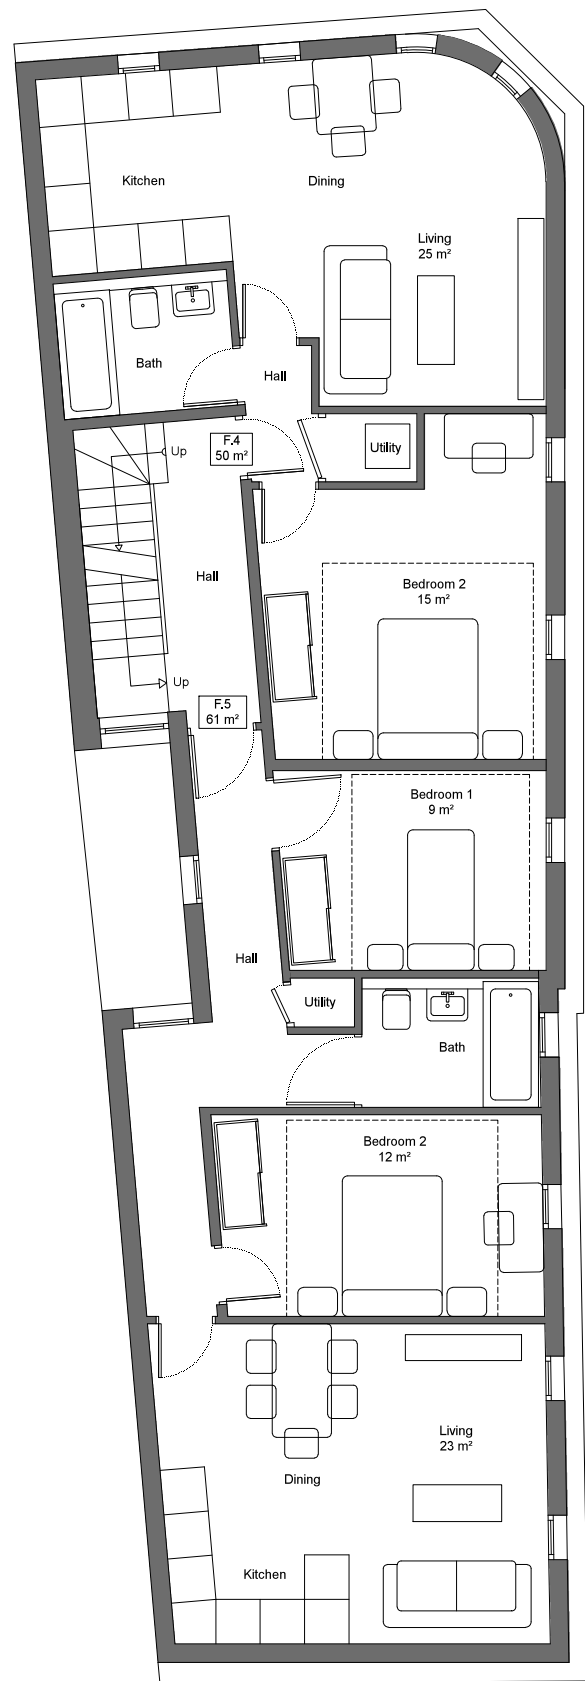 Kitchen
Dining
Living
25 m²
Bath
Hall
F.4
50 m²
Up
Utility
Hall
Bedroom 2
15 m²
Up
F.5
61 m²
Bedroom 1
9 m²
Hall
Utility
Bath
Bedroom 2
12 m²
Living
23 m²
Dining
Kitchen